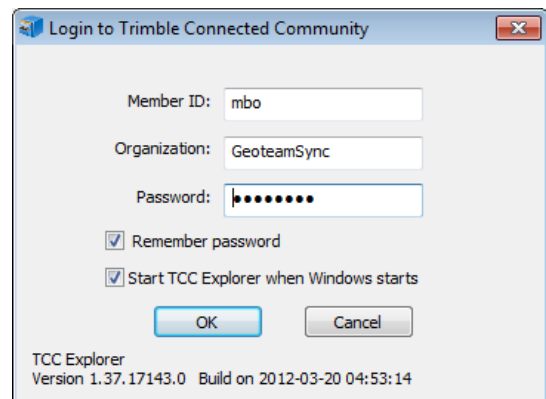 Login to Trimble Connected Community
Member ID: mbo
Organization: GeoteamSync
Password: ••••••••
Remember password
Start TCC Explorer when Windows starts
OK Cancel
TCC Explorer
Version 1.37.17143.0 Build on 2012-03-20 04:53:14